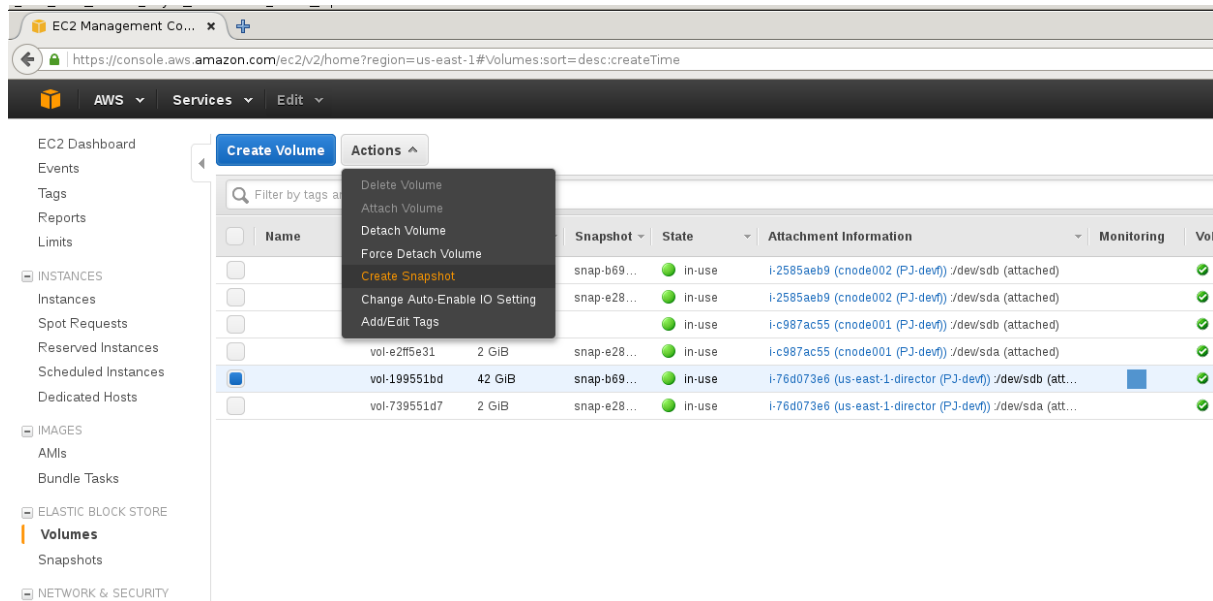 EC2 Management Co... ×
https://console.aws.amazon.com/ec2/v2/home?region=us-east-1#Volumes:sort=desc:createTime
AWS Services Edit
EC2 Dashboard
Events
Tags
Reports
Limits
INSTANCES
Instances
Spot Requests
Reserved Instances
Scheduled Instances
Dedicated Hosts
IMAGES
AMIs
Bundle Tasks
ELASTIC BLOCK STORE
Volumes
Snapshots
NETWORK & SECURITY
Create Volume Actions
Delete Volume
Attach Volume
Detach Volume
Force Detach Volume
Create Snapshot
Change Auto-Enable IO Setting
Add/Edit Tags
Filter by tags
Name Snapshot State Attachment Information Monitoring Vol
snap-b69... in-use i-2585aeb9 (cnode002 (PJ-devf)):/dev/sdb (attached)
snap-e28... in-use i-2585aeb9 (cnode002 (PJ-devf)):/dev/sda (attached)
in-use i-c987ac55 (cnode001 (PJ-devf)):/dev/sdb (attached)
vol-e2ff5e31 2 GiB snap-e28... in-use i-c987ac55 (cnode001 (PJ-devf)):/dev/sda (attached)
vol-199551bd 42 GiB snap-b69... in-use i-76d073e6 (us-east-1-director (PJ-devf)):/dev/sdb (att...
vol-739551d7 2 GiB snap-e28... in-use i-76d073e6 (us-east-1-director (PJ-devf)):/dev/sda (att...